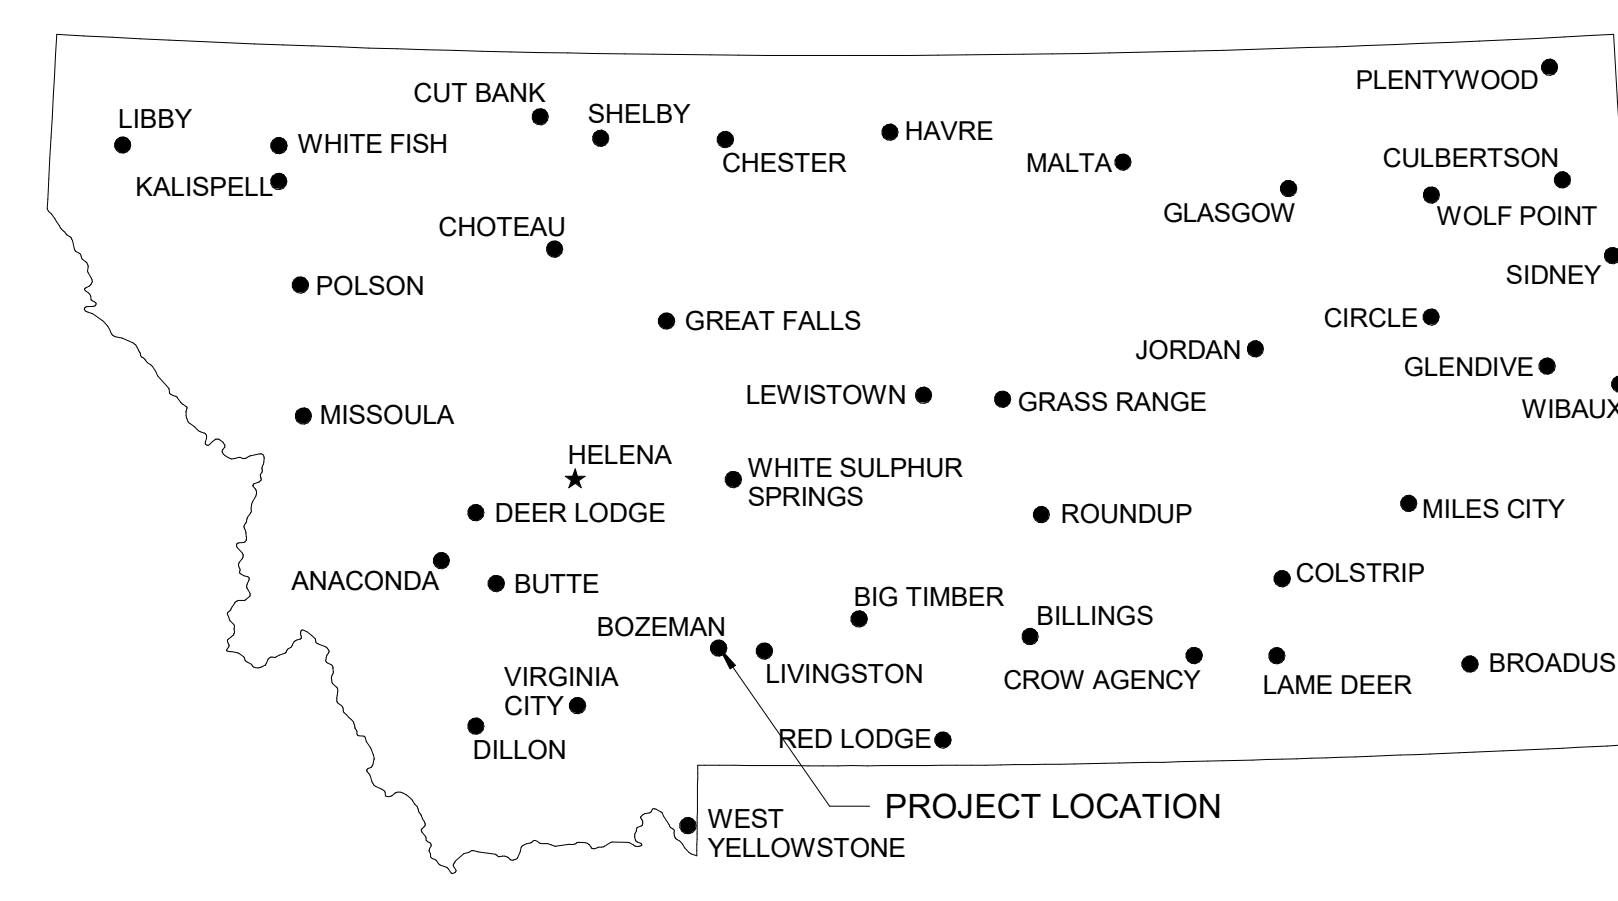 PLENTYWOOD
CUT BANK
SHELBY
LIBBY
WHITE FISH
HAVRE
CHESTER
MALTA
CULBERTSON
KALISPELL
GLASGOW
WOLF POINT
CHOTEAU
SIDNEY
POLSON
GREAT FALLS
CIRCLE
JORDAN
GLENDIVE
LEWISTOWN
GRASS RANGE
WIBAUX
MISSOULA
HELENA
WHITE SULPHUR
SPRINGS
DEER LODGE
ROUNDUP
MILES CITY
ANACONDA
BUTTE
COLSTRIP
BIG TIMBER
BILLINGS
BOZEMAN
LIVINGSTON
CROW AGENCY
LAME DEER
BROADUS
VIRGINIA
CITY
DILLON
RED LODGE
PROJECT LOCATION
WEST
YELLOWSTONE